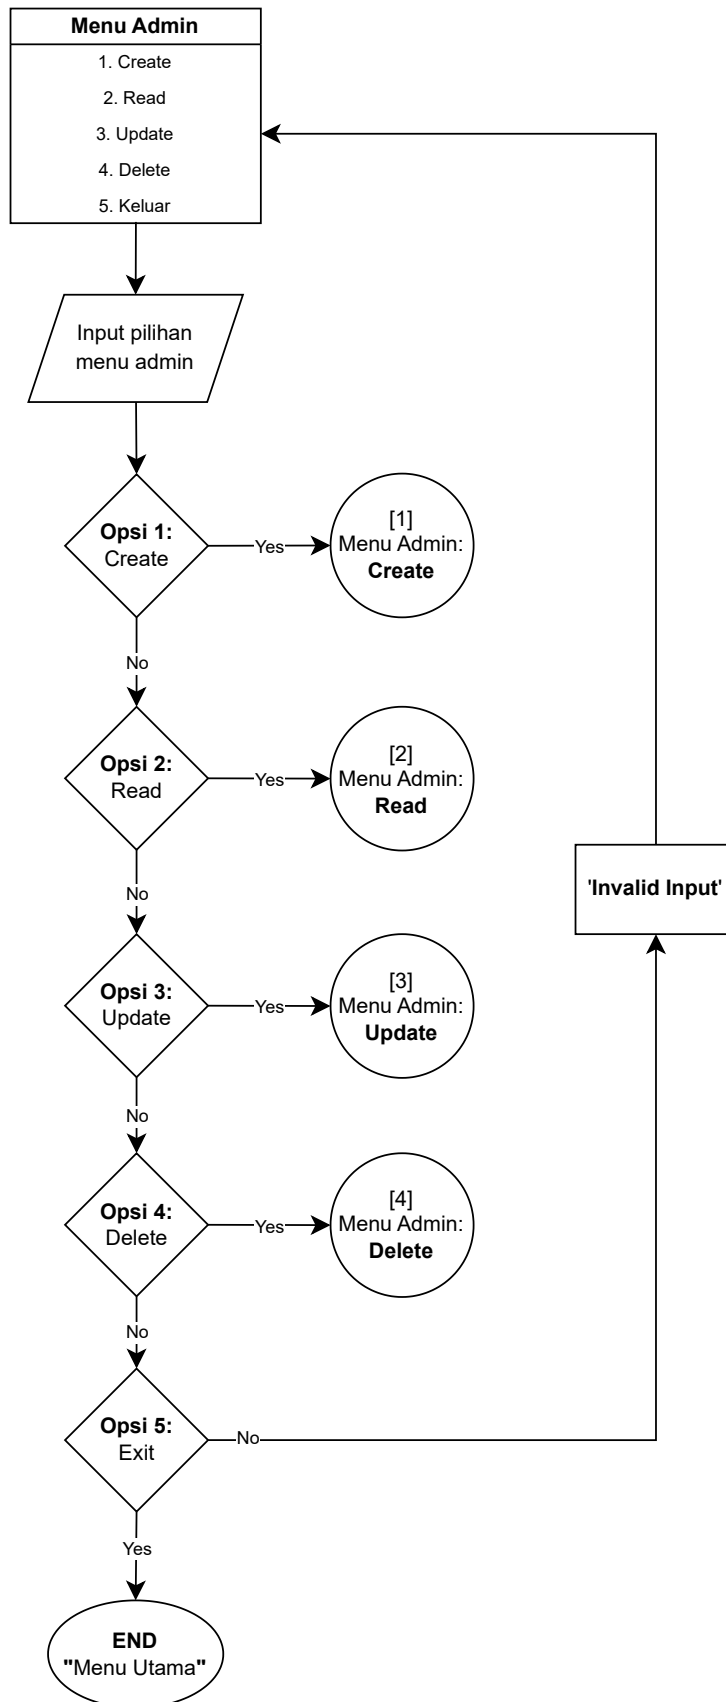 Menu Admin
1. Create
2. Read
3. Update
4. Delete
5. Keluar
Input pilihan
menu admin
Opsi 1:
Create
Yes
[1]
Menu Admin:
Create
No
Opsi 2:
Read
Yes
[2]
Menu Admin:
Read
'Invalid Input'
No
Opsi 3:
Update
Yes
[3]
Menu Admin:
Update
No
Opsi 4:
Delete
Yes
[4]
Menu Admin:
Delete
No
Opsi 5:
Exit
No
Yes
END
"Menu Utama"